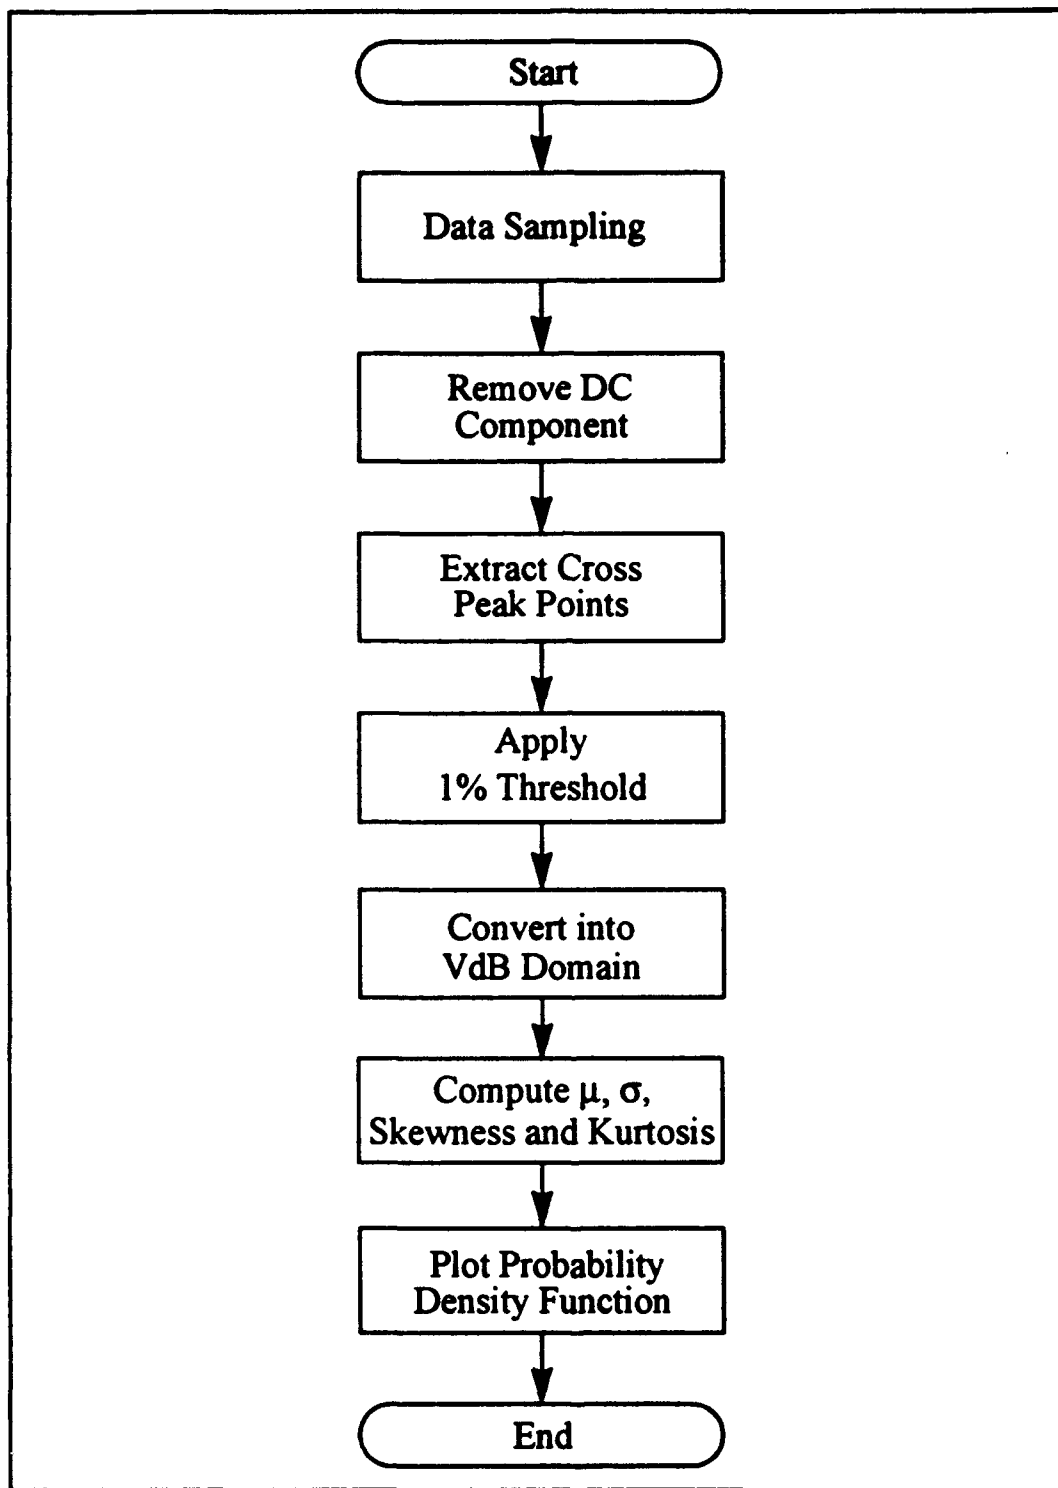 Start
Data Sampling
Remove DC
Component
Extract Cross
Peak Points
Apply
1% Threshold
Convert into
VdB Domain
Compute μ, σ,
Skewness and Kurtosis
Plot Probability
Density Function
End